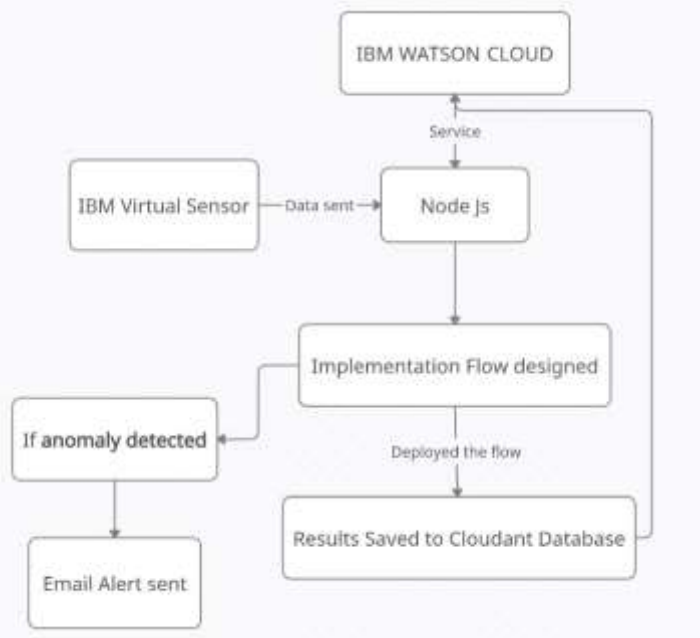 IBM WATSON CLOUD
Service
IBM Virtual Sensor
Data sent
Node Js
Implementation Flow designed
If anomaly detected
Deployed the flow
Results Saved to Cloudant Database
Email Alert sent